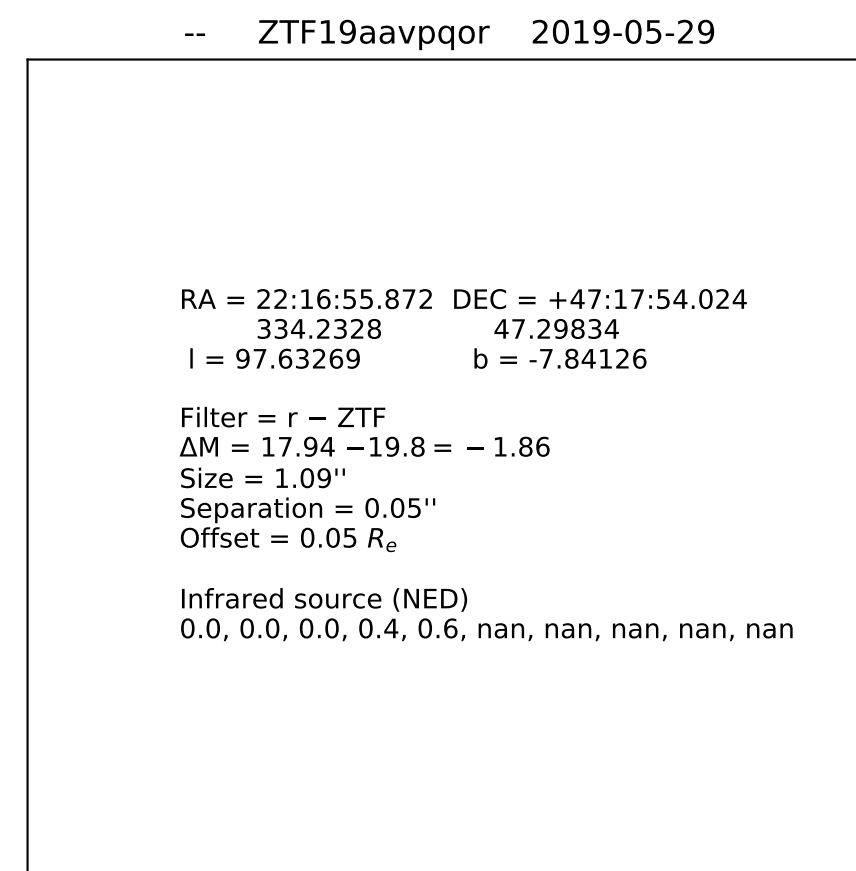 -- ZTF19aavpqor 2019-05-29
RA = 22:16:55.872 DEC = +47:17:54.024
334.2328 47.29834
l = 97.63269 b = -7.84126
Filter = r − ZTF
ΔM = 17.94 −19.8 = − 1.86
Size = 1.09''
Separation = 0.05''
Offset = 0.05 Re
Infrared source (NED)
0.0, 0.0, 0.0, 0.4, 0.6, nan, nan, nan, nan, nan